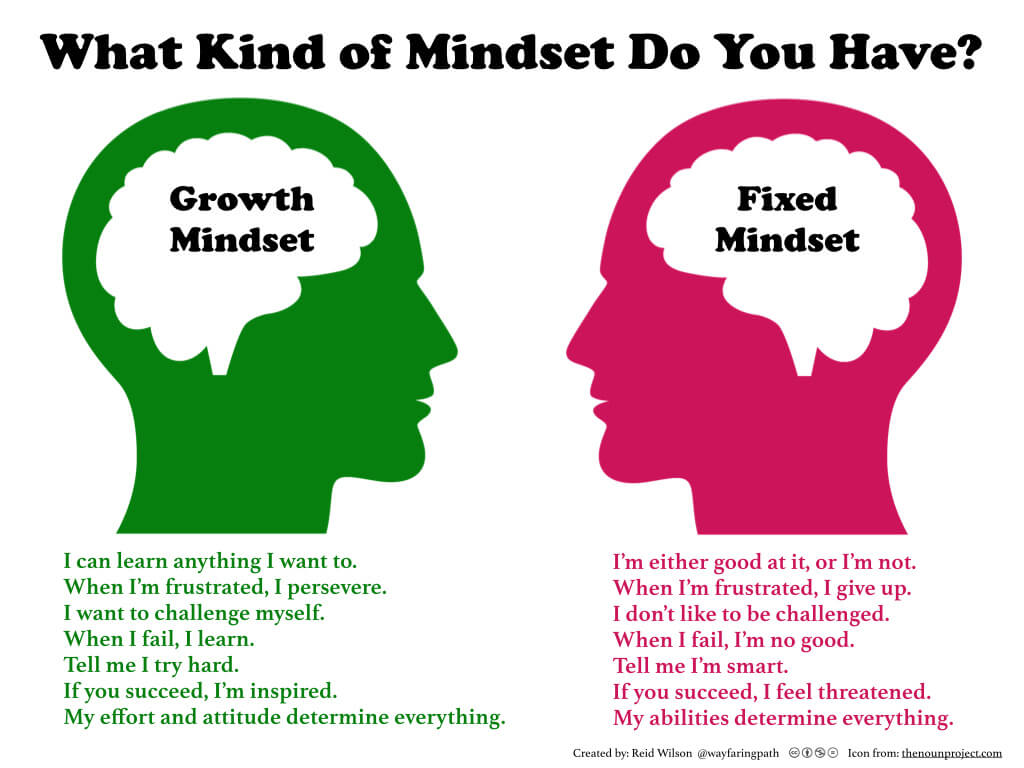 What Kind of Mindset Do You Have?
Growth
Mindset
Fixed
Mindset
I can learn anything I want to.
When I’m frustrated, I persevere.
I want to challenge myself.
When I fail, I learn.
Tell me I try hard.
If you succeed, I’m inspired.
My effort and attitude determine everything.
I’m either good at it, or I’m not.
When I’m frustrated, I give up.
I don’t like to be challenged.
When I fail, I’m no good.
Tell me I’m smart.
If you succeed, I feel threatened.
My abilities determine everything.
Created by: Reid Wilson @wayfaringpath Icon from: thenounproject.com